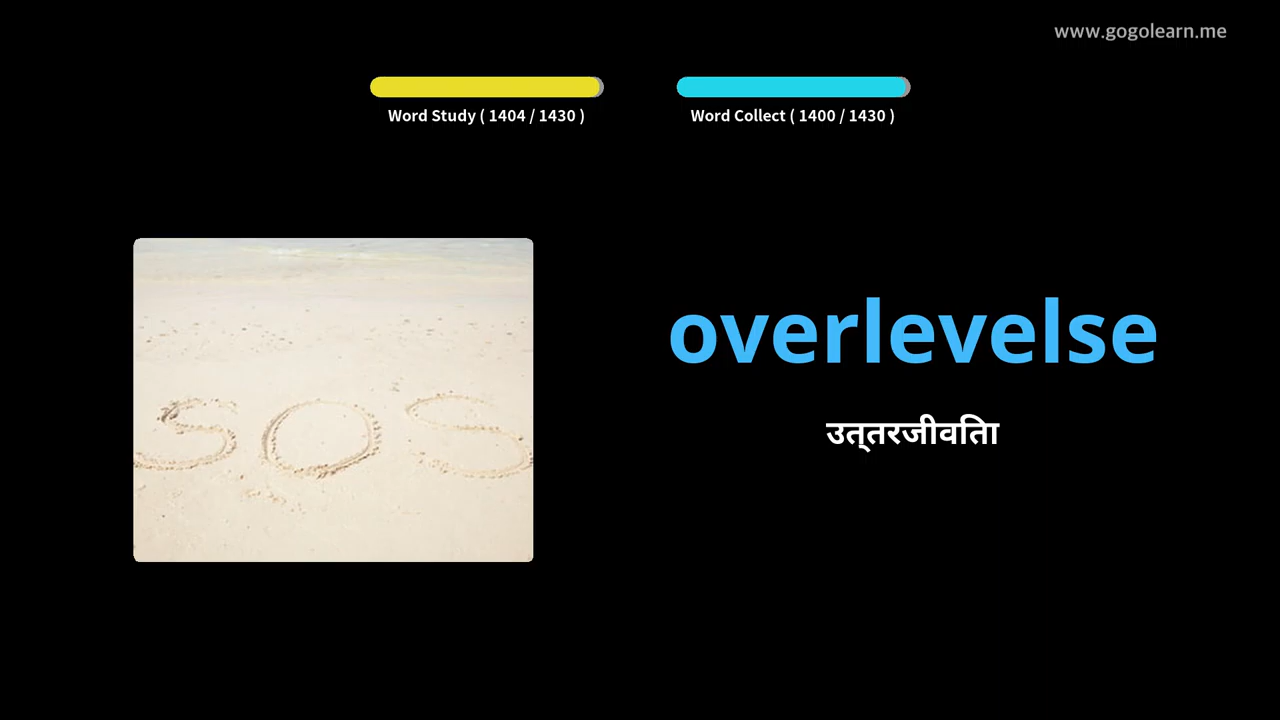 www.gogolearn.me
Word Study ( 1404 / 1430 )
Word Collect ( 1400 / 1430 )
SOS
overlevelse
उत्तरजीविता